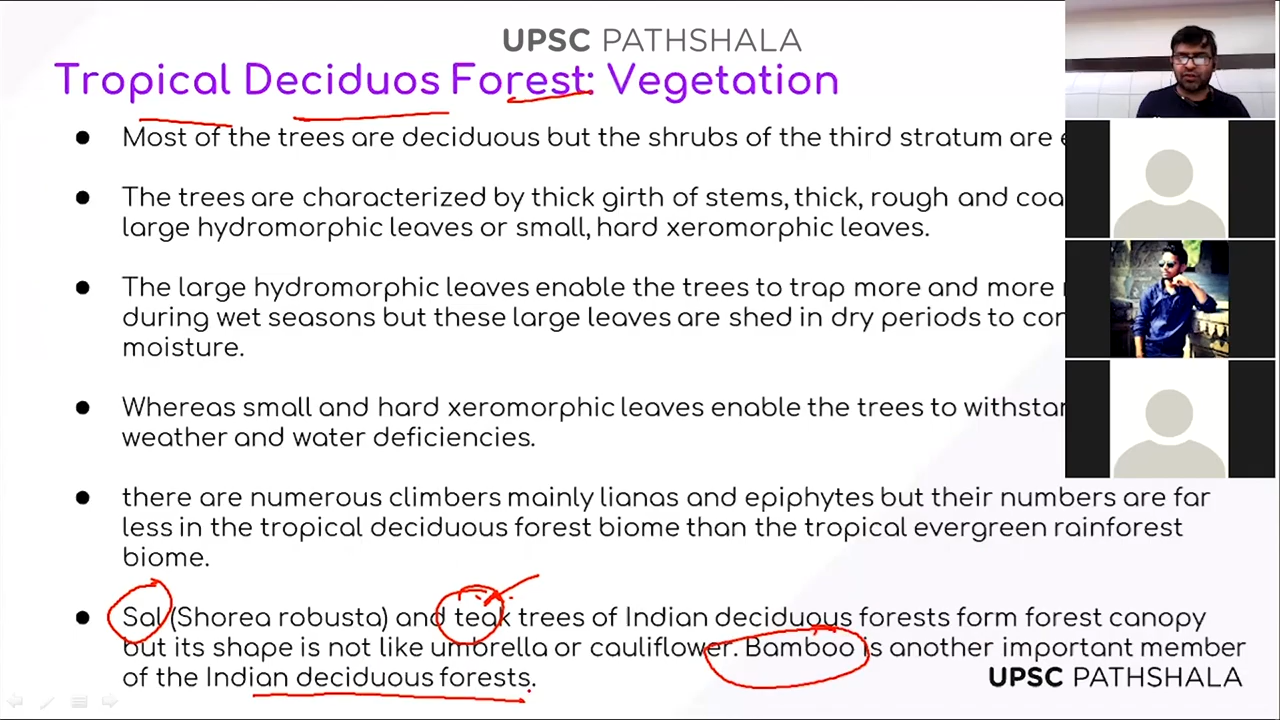 UPSC PATHSHALA
Tropical Deciduos Forest: Vegetation
● Most of the trees are deciduous but the shrubs of the third stratum are
● The trees are characterized by thick girth of stems, thick, rough and
large hydromorphic leaves or small, hard xeromorphic leaves.
● The large hydromorphic leaves enable the trees to trap more and more
during wet seasons but these large leaves are shed in dry periods to
moisture.
● Whereas small and hard xeromorphic leaves enable the trees to
weather and water deficiencies.
● there are numerous climbers mainly lianas and epiphytes but their numbers are far
less in the tropical deciduous forest biome than the tropical evergreen rainforest
biome.
● Sal (Shorea robusta) and teak trees of Indian deciduous forests form forest canopy
but its shape is not like umbrella or cauliflower. Bamboo is another important member
of the Indian deciduous forests.
UPSC PATHSHALA